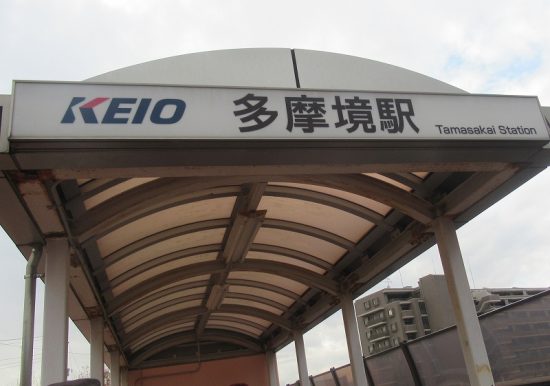 KEIO 多摩境駅 Tamasakai Station